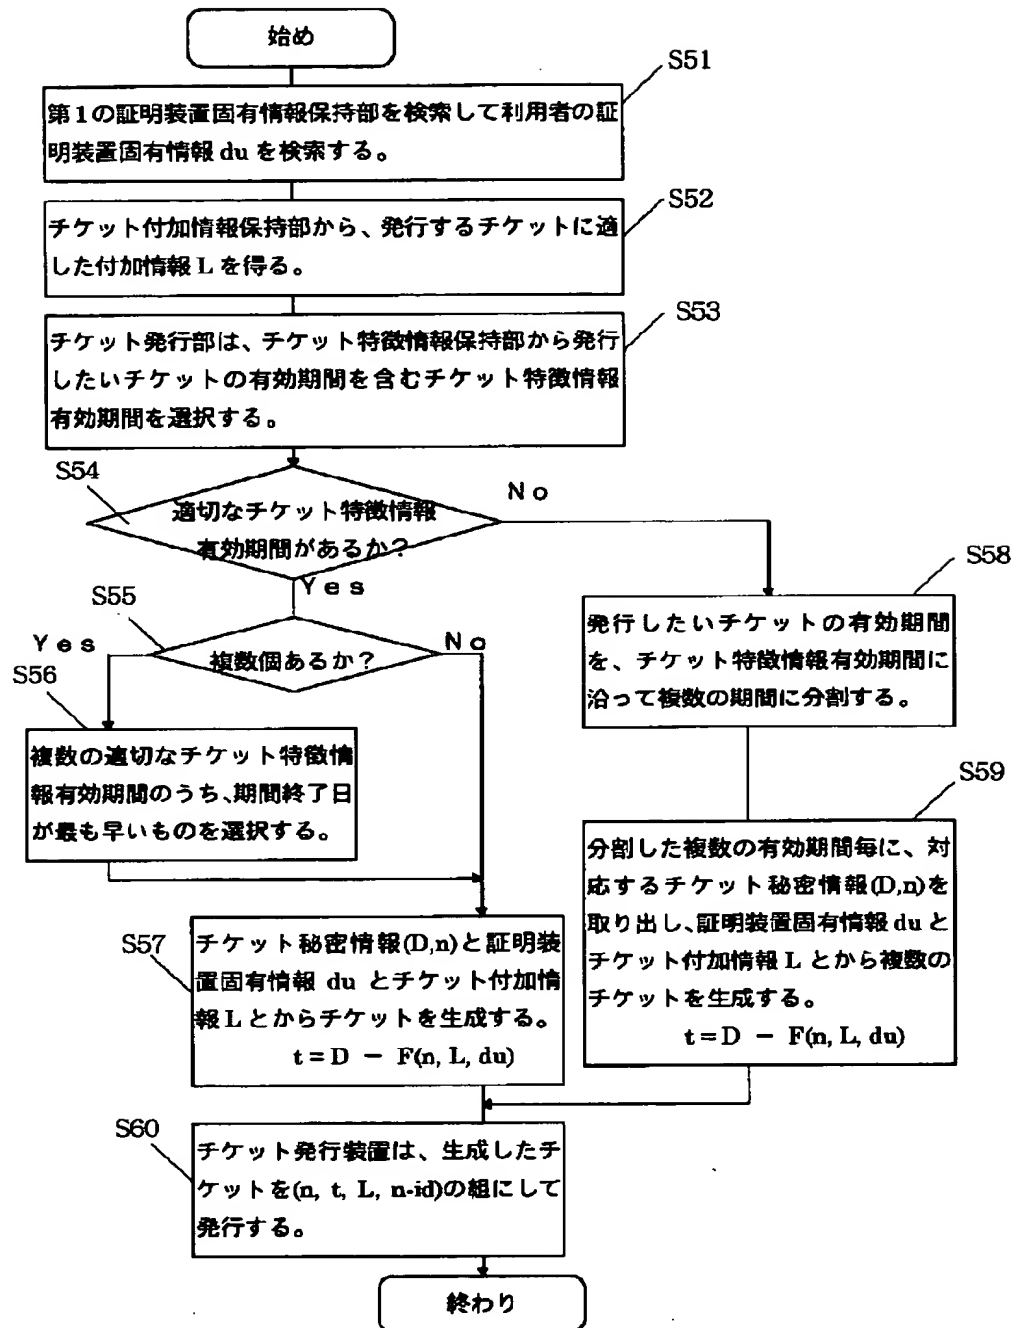 始め
S51
第1の証明装置固有情報保持部を検索して利用者の証
明装置固有情報 du を検索する。
S52
チケット付加情報保持部から、発行するチケットに適
した付加情報 L を得る。
S53
チケット発行部は、チケット特徴情報保持部から発行
したいチケットの有効期間を含むチケット特徴情報
有効期間を選択する。
S54
適切なチケット特徴情報
有効期間があるか?
No
Yes
S55
複数個あるか?
Yes
No
S56
複数の適切なチケット特徴情
報有効期間のうち、期間終了日
が最も早いものを選択する。
S58
発行したいチケットの有効期間
を、チケット特徴情報有効期間に
沿って複数の期間に分割する。
S59
分割した複数の有効期間毎に、対
応するチケット秘密情報(D,n)を
取り出し、証明装置固有情報 du と
チケット付加情報 L とから複数の
チケットを生成する。
t = D − F(n, L, du)
S57
チケット秘密情報(D,n)と証明装
置固有情報 du とチケット付加情
報 L とからチケットを生成する。
t = D − F(n, L, du)
S60
チケット発行装置は、生成したチ
ケットを(n, t, L, n-id)の組にして
発行する。
終わり